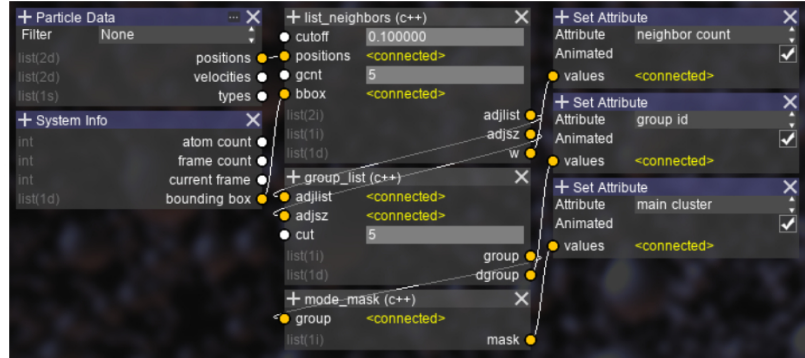 Particle Data
Filter None
list(2d) positions
list(2d) velocities
list(1s) types
System Info
int atom count
int frame count
int current frame
list(1d) bounding box
list_neighbors (c++)
cutoff 0.100000
positions <connected>
gcnt 5
bbox <connected>
list(2i) adjlist
list(1i) adjsz
list(1d) w
group_list (c++)
adjlist <connected>
adjsz <connected>
cut 5
list(1i) group
list(1d) dgroup
mode_mask (c++)
group <connected>
list(1i) mask
Set Attribute
Attribute neighbor count
Animated
values <connected>
Set Attribute
Attribute group id
Animated
values <connected>
Set Attribute
Attribute main cluster
Animated
values <connected>